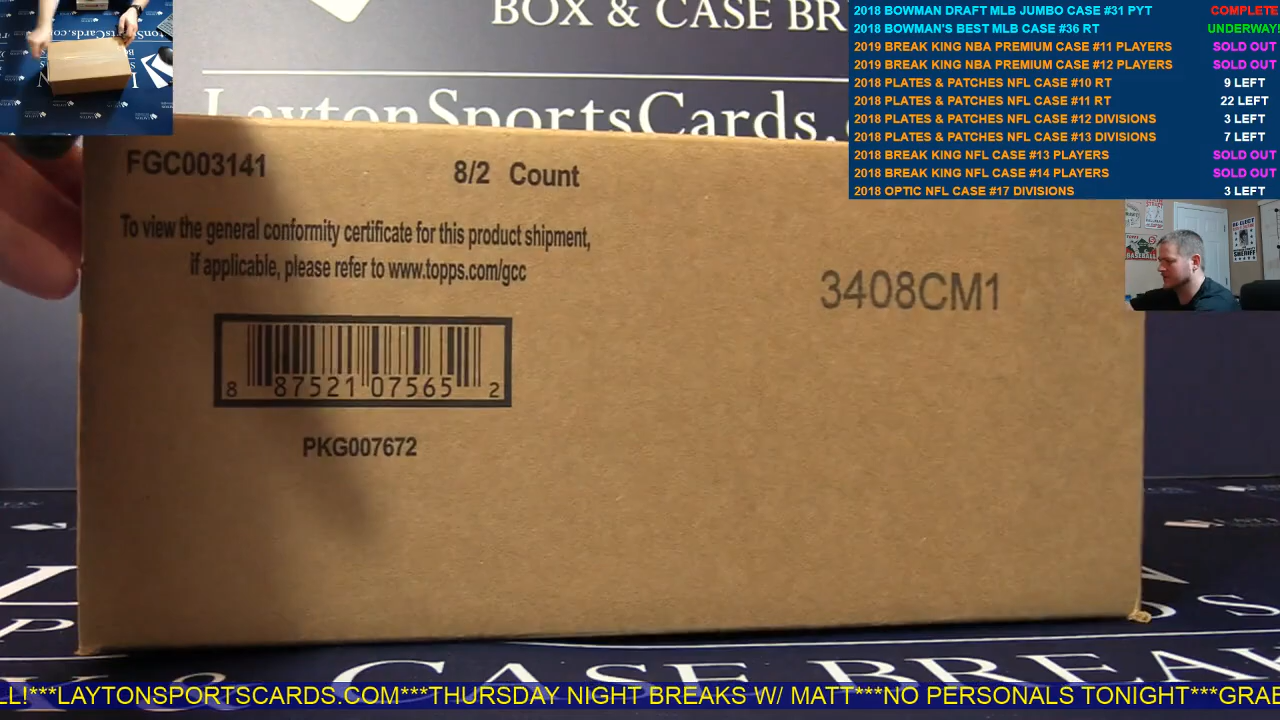 BOX & CASE BR
LaytonSportsCards.
2018 BOWMAN DRAFT MLB JUMBO CASE #31 PYT COMPLETE
2018 BOWMAN'S BEST MLB CASE #36 RT UNDERWAY!
2019 BREAK KING NBA PREMIUM CASE #11 PLAYERS SOLD OUT
2019 BREAK KING NBA PREMIUM CASE #12 PLAYERS SOLD OUT
2018 PLATES & PATCHES NFL CASE #10 RT 9 LEFT
2018 PLATES & PATCHES NFL CASE #11 RT 22 LEFT
2018 PLATES & PATCHES NFL CASE #12 DIVISIONS 3 LEFT
2018 PLATES & PATCHES NFL CASE #13 DIVISIONS 7 LEFT
2018 BREAK KING NFL CASE #13 PLAYERS SOLD OUT
2018 BREAK KING NFL CASE #14 PLAYERS SOLD OUT
2018 OPTIC NFL CASE #17 DIVISIONS 3 LEFT
FGC003141 8/2 Count
To view the general conformity certificate for this product shipment,
if applicable, please refer to www.topps.com/gcc
3408CM1
8 87521 07565 2
PKG007672
& CASE BREAK
LL!***LAYTONSPORTSCARDS.COM***THURSDAY NIGHT BREAKS W/ MATT***NO PERSONALS TONIGHT***GRAB